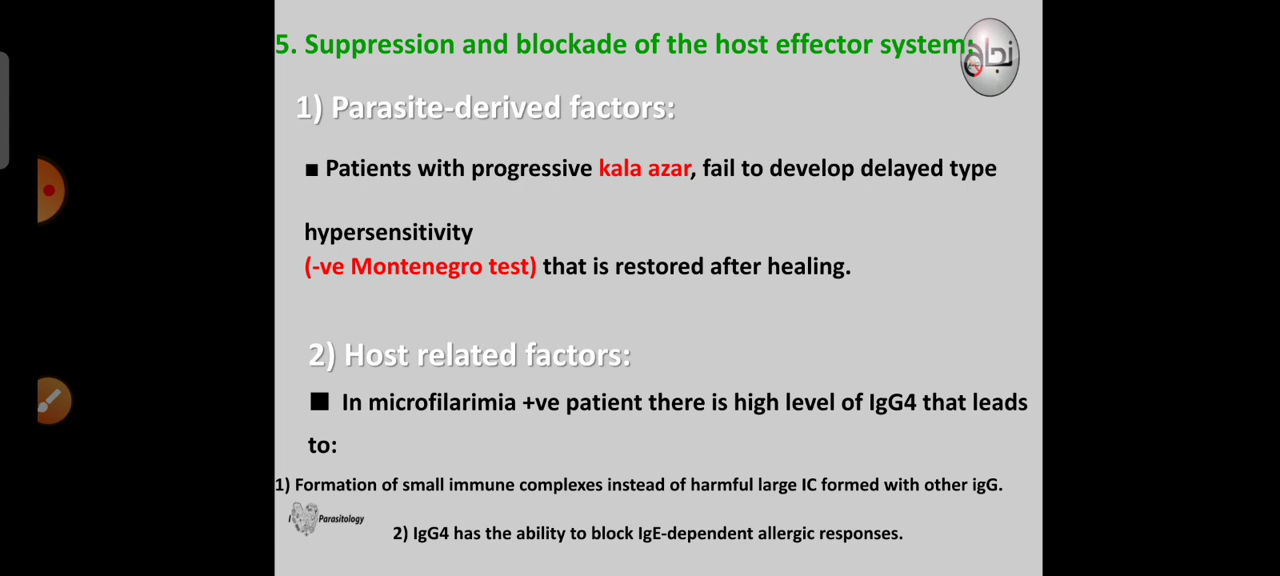 5. Suppression and blockade of the host effector system:
1) Parasite-derived factors:
■ Patients with progressive kala azar, fail to develop delayed type
hypersensitivity
(-ve Montenegro test) that is restored after healing.
2) Host related factors:
■ In microfilarimia +ve patient there is high level of IgG4 that leads
to:
1) Formation of small immune complexes instead of harmful large IC formed with other igG.
Parasitology
2) IgG4 has the ability to block IgE-dependent allergic responses.